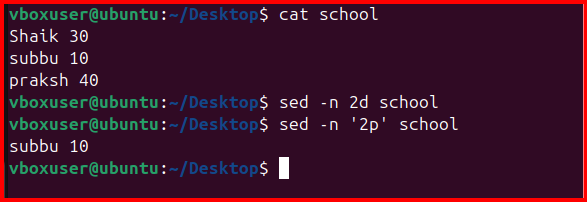 vboxuser@ubuntu:~/Desktop$ cat school
Shaik 30
subbu 10
praksh 40
vboxuser@ubuntu:~/Desktop$ sed -n 2d school
vboxuser@ubuntu:~/Desktop$ sed -n '2p' school
subbu 10
vboxuser@ubuntu:~/Desktop$